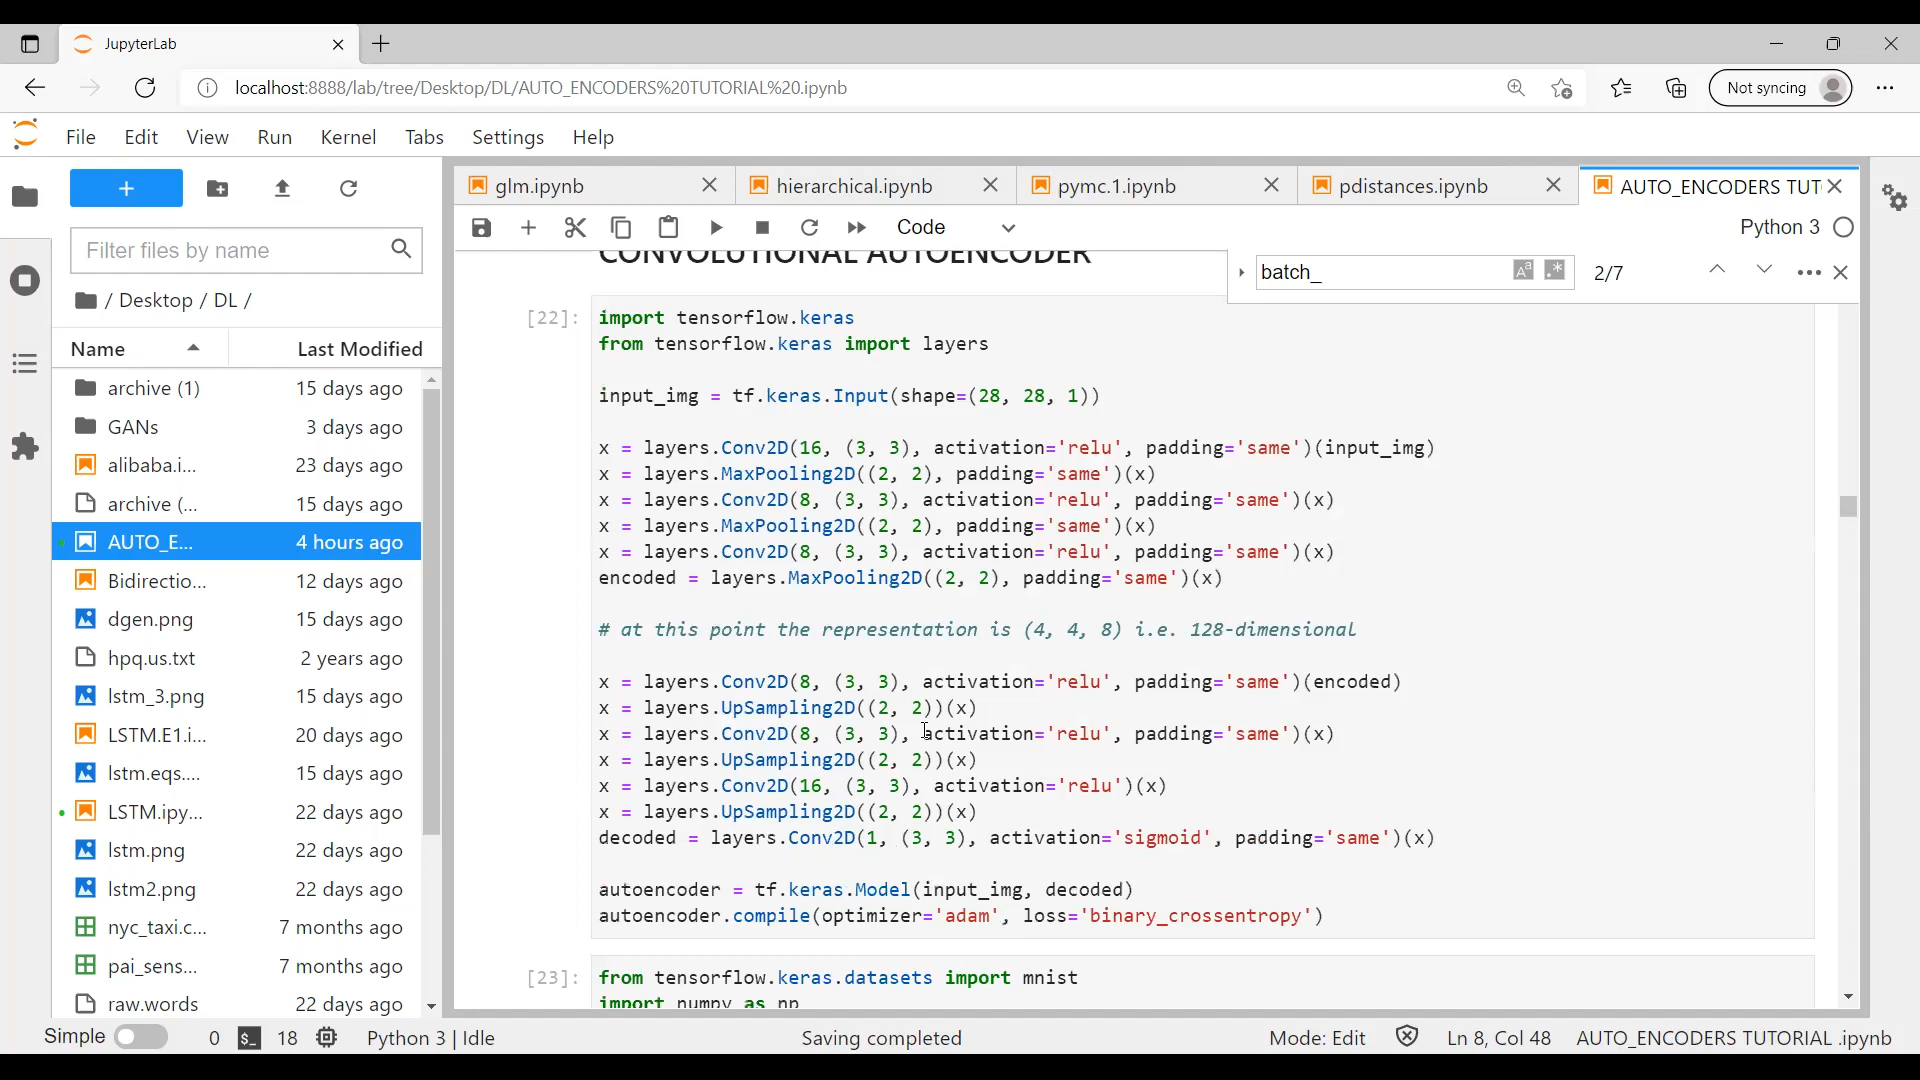 JupyterLab
localhost:8888/lab/tree/Desktop/DL/AUTO_ENCODERS%20TUTORIAL%20.ipynb
Not syncing
File Edit View Run Kernel Tabs Settings Help
glm.ipynb
hierarchical.ipynb
pymc.1.ipynb
pdistances.ipynb
AUTO_ENCODERS TUT
Code
Python 3
Filter files by name
/ Desktop / DL /
Name Last Modified
archive (1) 15 days ago
GANs 3 days ago
alibaba.i... 23 days ago
archive (... 15 days ago
AUTO_E... 4 hours ago
Bidirectio... 12 days ago
dgen.png 15 days ago
hpq.us.txt 2 years ago
lstm_3.png 15 days ago
LSTM.E1.i... 20 days ago
lstm.eqs.... 15 days ago
LSTM.ipy... 22 days ago
lstm.png 22 days ago
lstm2.png 22 days ago
nyc_taxi.c... 7 months ago
pai_sens... 7 months ago
raw.words 22 days ago
batch_
2/7
CONVOLUTIONAL AUTOENCODER
[22]:
import tensorflow.keras
from tensorflow.keras import layers
input_img = tf.keras.Input(shape=(28, 28, 1))
x = layers.Conv2D(16, (3, 3), activation='relu', padding='same')(input_img)
x = layers.MaxPooling2D((2, 2), padding='same')(x)
x = layers.Conv2D(8, (3, 3), activation='relu', padding='same')(x)
x = layers.MaxPooling2D((2, 2), padding='same')(x)
x = layers.Conv2D(8, (3, 3), activation='relu', padding='same')(x)
encoded = layers.MaxPooling2D((2, 2), padding='same')(x)
# at this point the representation is (4, 4, 8) i.e. 128-dimensional
x = layers.Conv2D(8, (3, 3), activation='relu', padding='same')(encoded)
x = layers.UpSampling2D((2, 2))(x)
x = layers.Conv2D(8, (3, 3), activation='relu', padding='same')(x)
x = layers.UpSampling2D((2, 2))(x)
x = layers.Conv2D(16, (3, 3), activation='relu')(x)
x = layers.UpSampling2D((2, 2))(x)
decoded = layers.Conv2D(1, (3, 3), activation='sigmoid', padding='same')(x)
autoencoder = tf.keras.Model(input_img, decoded)
autoencoder.compile(optimizer='adam', loss='binary_crossentropy')
[23]:
from tensorflow.keras.datasets import mnist
import numpy as np
Simple 0 $_ 18 Python 3 | Idle Saving completed Mode: Edit Ln 8, Col 48 AUTO_ENCODERS TUTORIAL .ipynb